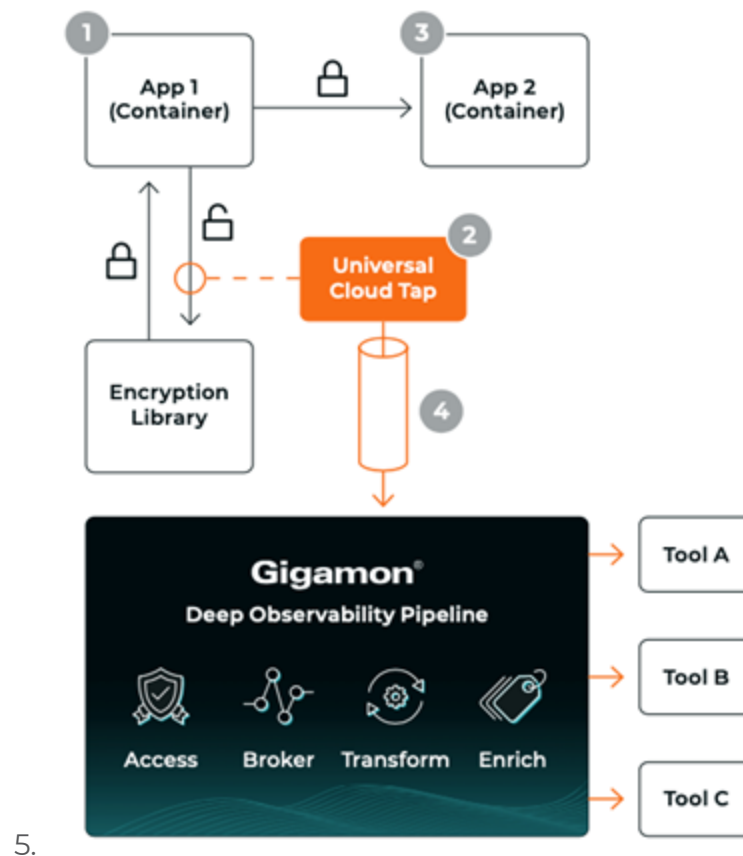 1
App 1
(Container)
3
App 2
(Container)
2
Universal
Cloud Tap
Encryption
Library
4
Gigamon®
Deep Observability Pipeline
Access
Broker
Transform
Enrich
Tool A
Tool B
Tool C
5.